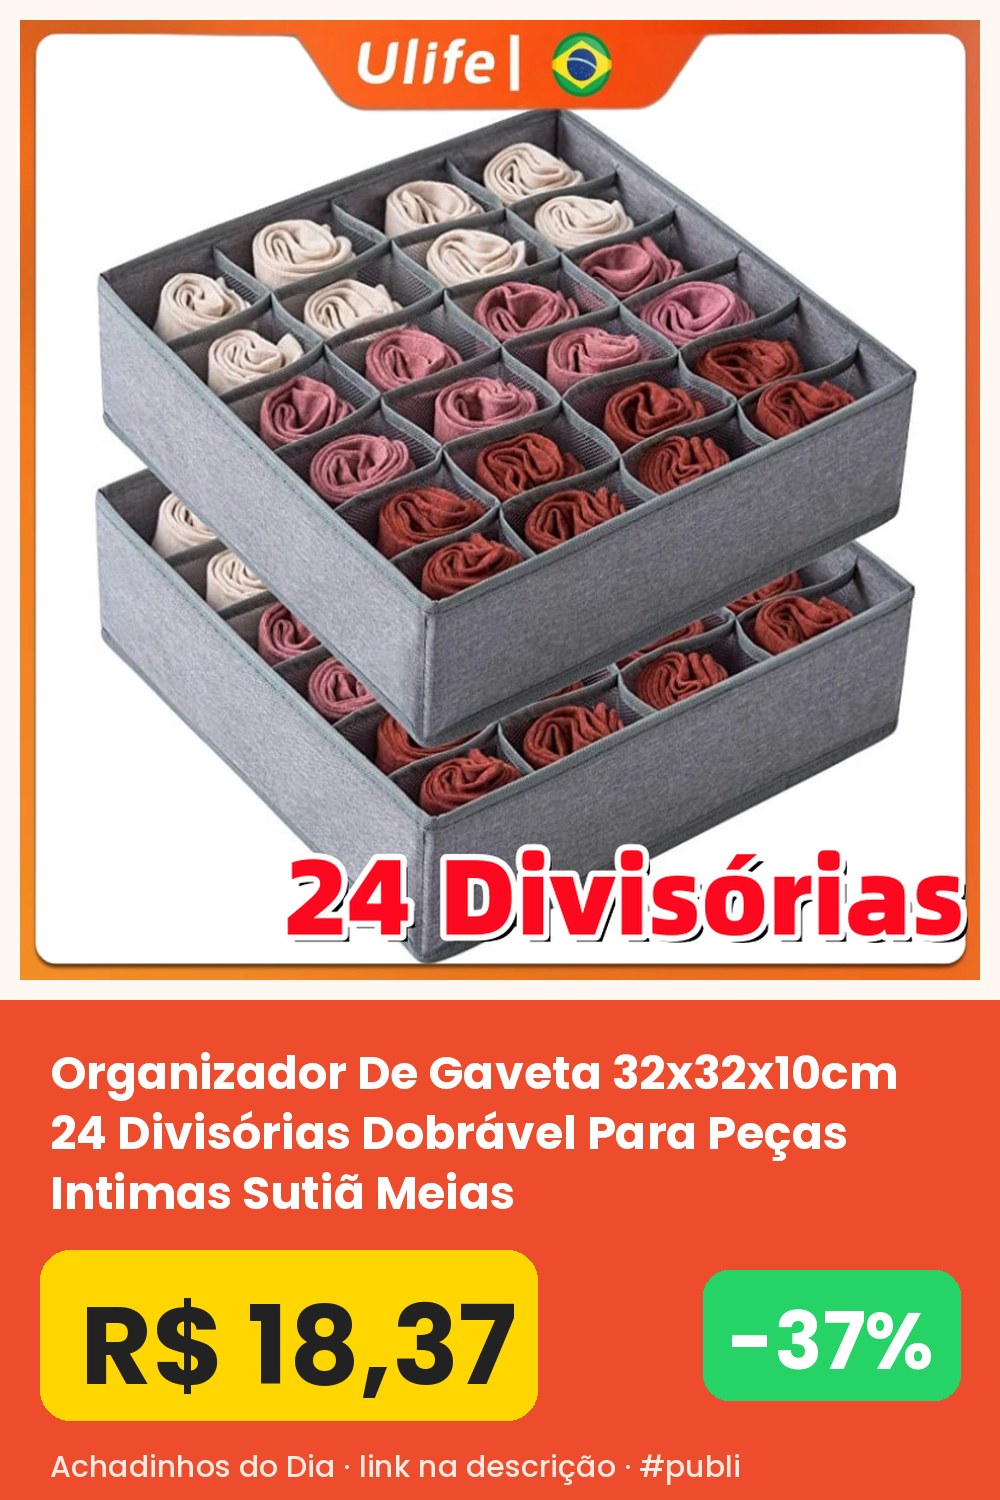 Ulife|
24 Divisórias
Organizador De Gaveta 32x32x10cm
24 Divisórias Dobrável Para Peças
Intimas Sutiã Meias
R$ 18,37
-37%
Achadinhos do Dia · link na descrição · #publi